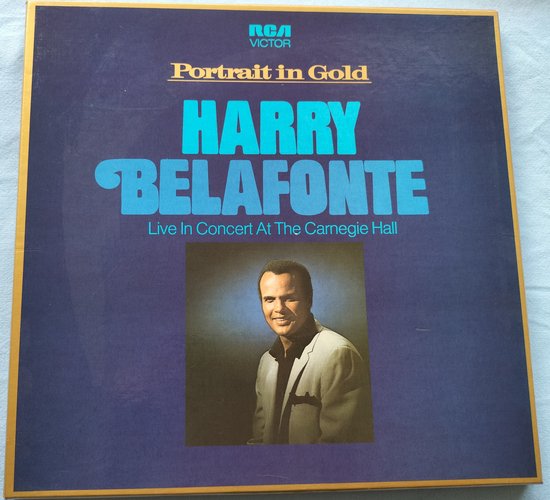 RCA
VICTOR
Portrait in Gold
HARRY
BELAFONTE
Live In Concert At The Carnegie Hall